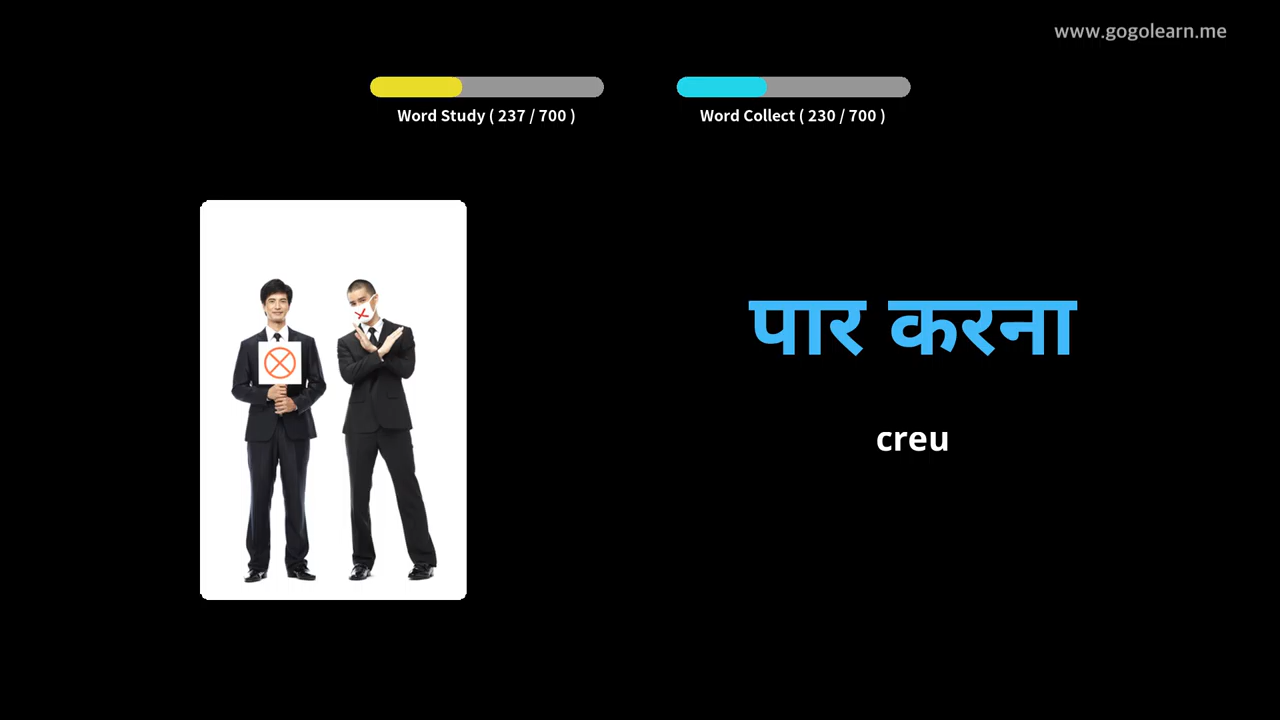 www.gogolearn.me
Word Study ( 237 / 700 )
Word Collect ( 230 / 700 )
पार करना
creu